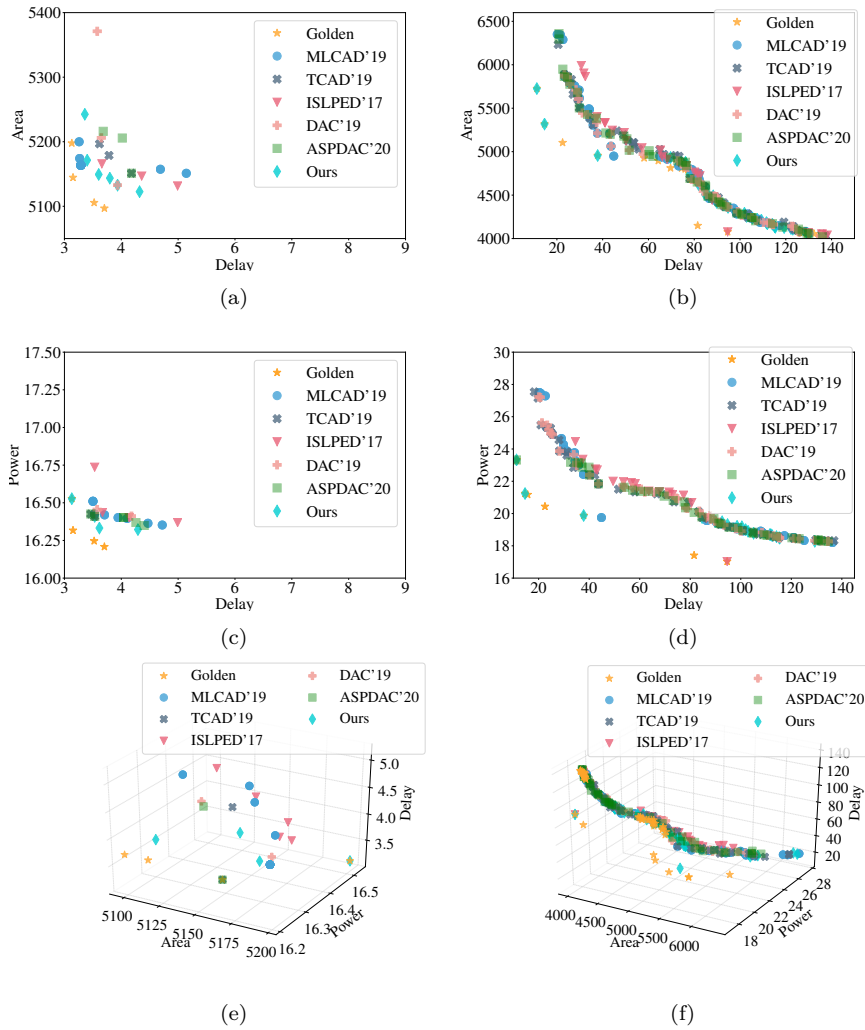 5400
5300
5200
5100
Area
3 4 5 6 7 8 9
Delay
Golden
MLCAD'19
TCAD'19
ISLPED'17
DAC'19
ASPDAC'20
Ours
(a)
6500
6000
5500
5000
4500
4000
Area
20 40 60 80 100 120 140
Delay
Golden
MLCAD'19
TCAD'19
ISLPED'17
DAC'19
ASPDAC'20
Ours
(b)
17.50
17.25
17.00
16.75
16.50
16.25
16.00
Power
3 4 5 6 7 8 9
Delay
Golden
MLCAD'19
TCAD'19
ISLPED'17
DAC'19
ASPDAC'20
Ours
(c)
30
28
26
24
22
20
18
16
Power
20 40 60 80 100 120 140
Delay
Golden
MLCAD'19
TCAD'19
ISLPED'17
DAC'19
ASPDAC'20
Ours
(d)
Golden DAC'19
MLCAD'19 ASPDAC'20
TCAD'19 Ours
ISLPED'17
5.0
4.5
4.0
3.5
Delay
16.5
16.4
16.3
16.2
Power
5100 5125 5150 5175 5200
Area
(e)
Golden DAC'19
MLCAD'19 ASPDAC'20
TCAD'19 Ours
ISLPED'17
140
120
100
80
60
40
20
Delay
28
26
24
22
20
18
Power
4000 4500 5000 5500 6000
Area
(f)